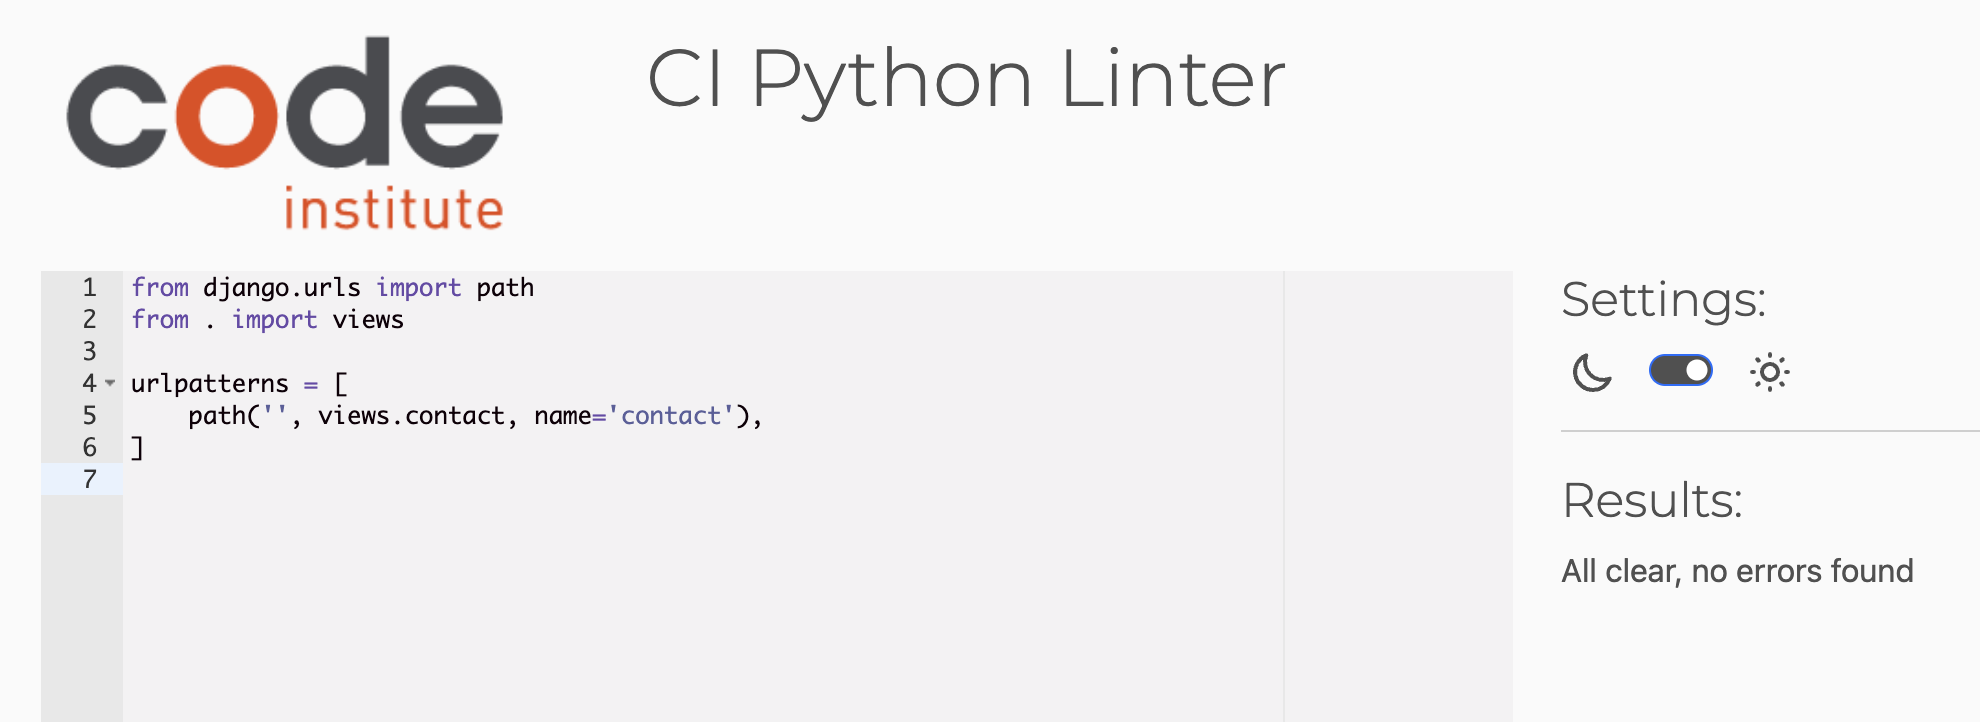 code
institute
CI Python Linter
1 from django.urls import path
2 from . import views
3
4 urlpatterns = [
5     path('', views.contact, name='contact'),
6 ]
7
Settings:
Results:
All clear, no errors found